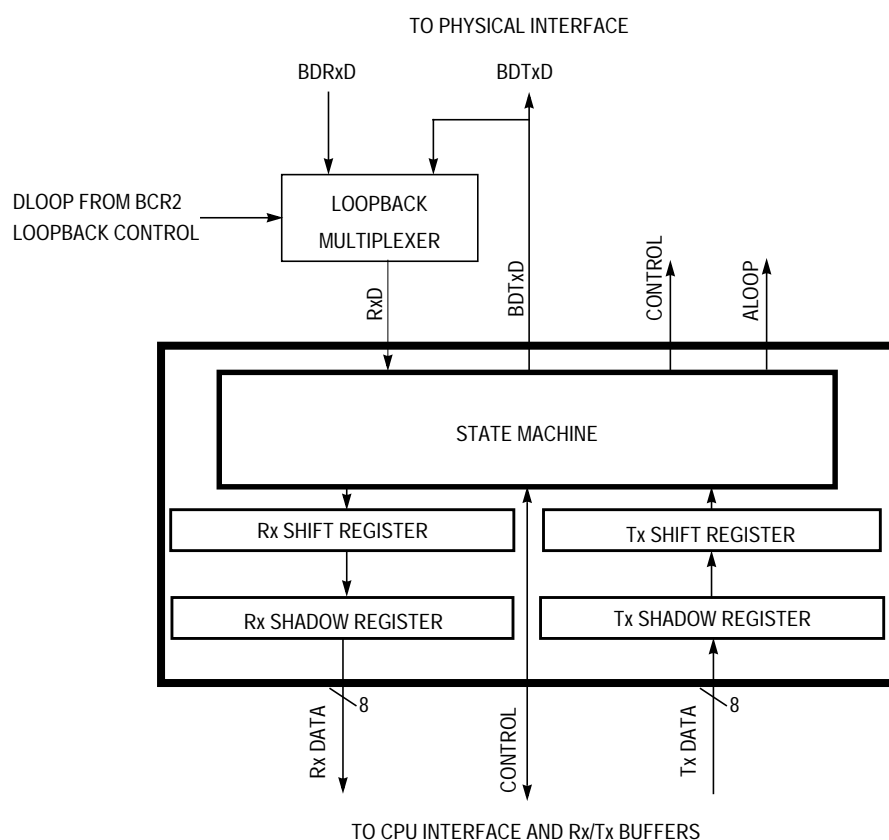 TO PHYSICAL INTERFACE
BDRxD
BDTxD
DLOOP FROM BCR2
LOOPBACK CONTROL
LOOPBACK
MULTIPLEXER
RxD
BDTxD
CONTROL
ALOOP
STATE MACHINE
Rx SHIFT REGISTER
Tx SHIFT REGISTER
Rx SHADOW REGISTER
Tx SHADOW REGISTER
8
8
Rx DATA
CONTROL
Tx DATA
TO CPU INTERFACE AND Rx/Tx BUFFERS